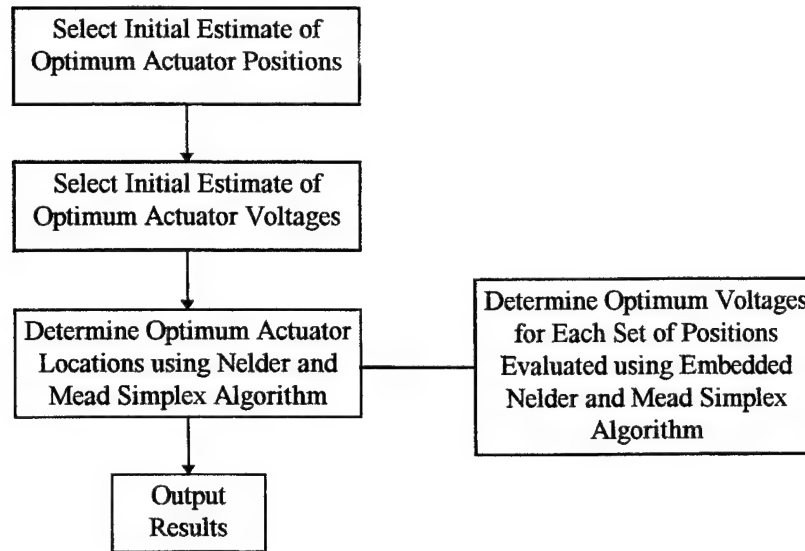 Select Initial Estimate of
Optimum Actuator Positions
Select Initial Estimate of
Optimum Actuator Voltages
Determine Optimum Actuator
Locations using Nelder and
Mead Simplex Algorithm
Determine Optimum Voltages
for Each Set of Positions
Evaluated using Embedded
Nelder and Mead Simplex
Algorithm
Output
Results